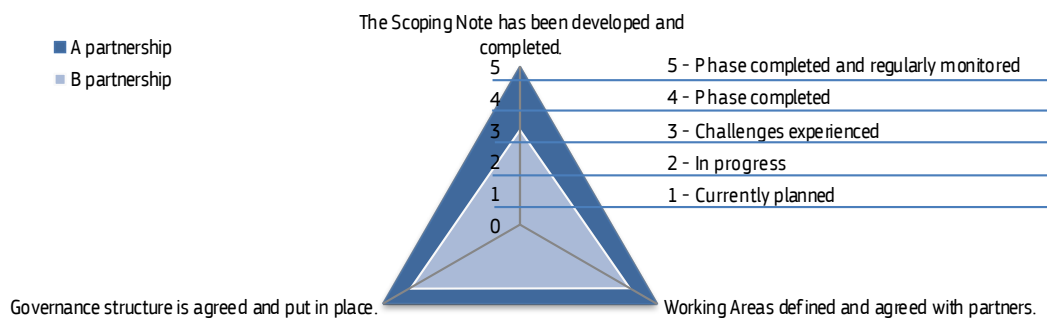 The Scoping Note has been developed and
completed.
A partnership
B partnership
5
4
3
2
1
0
5 - Phase completed and regularly monitored
4 - Phase completed
3 - Challenges experienced
2 - In progress
1 - Currently planned
Governance structure is agreed and put in place.
Working Areas defined and agreed with partners.